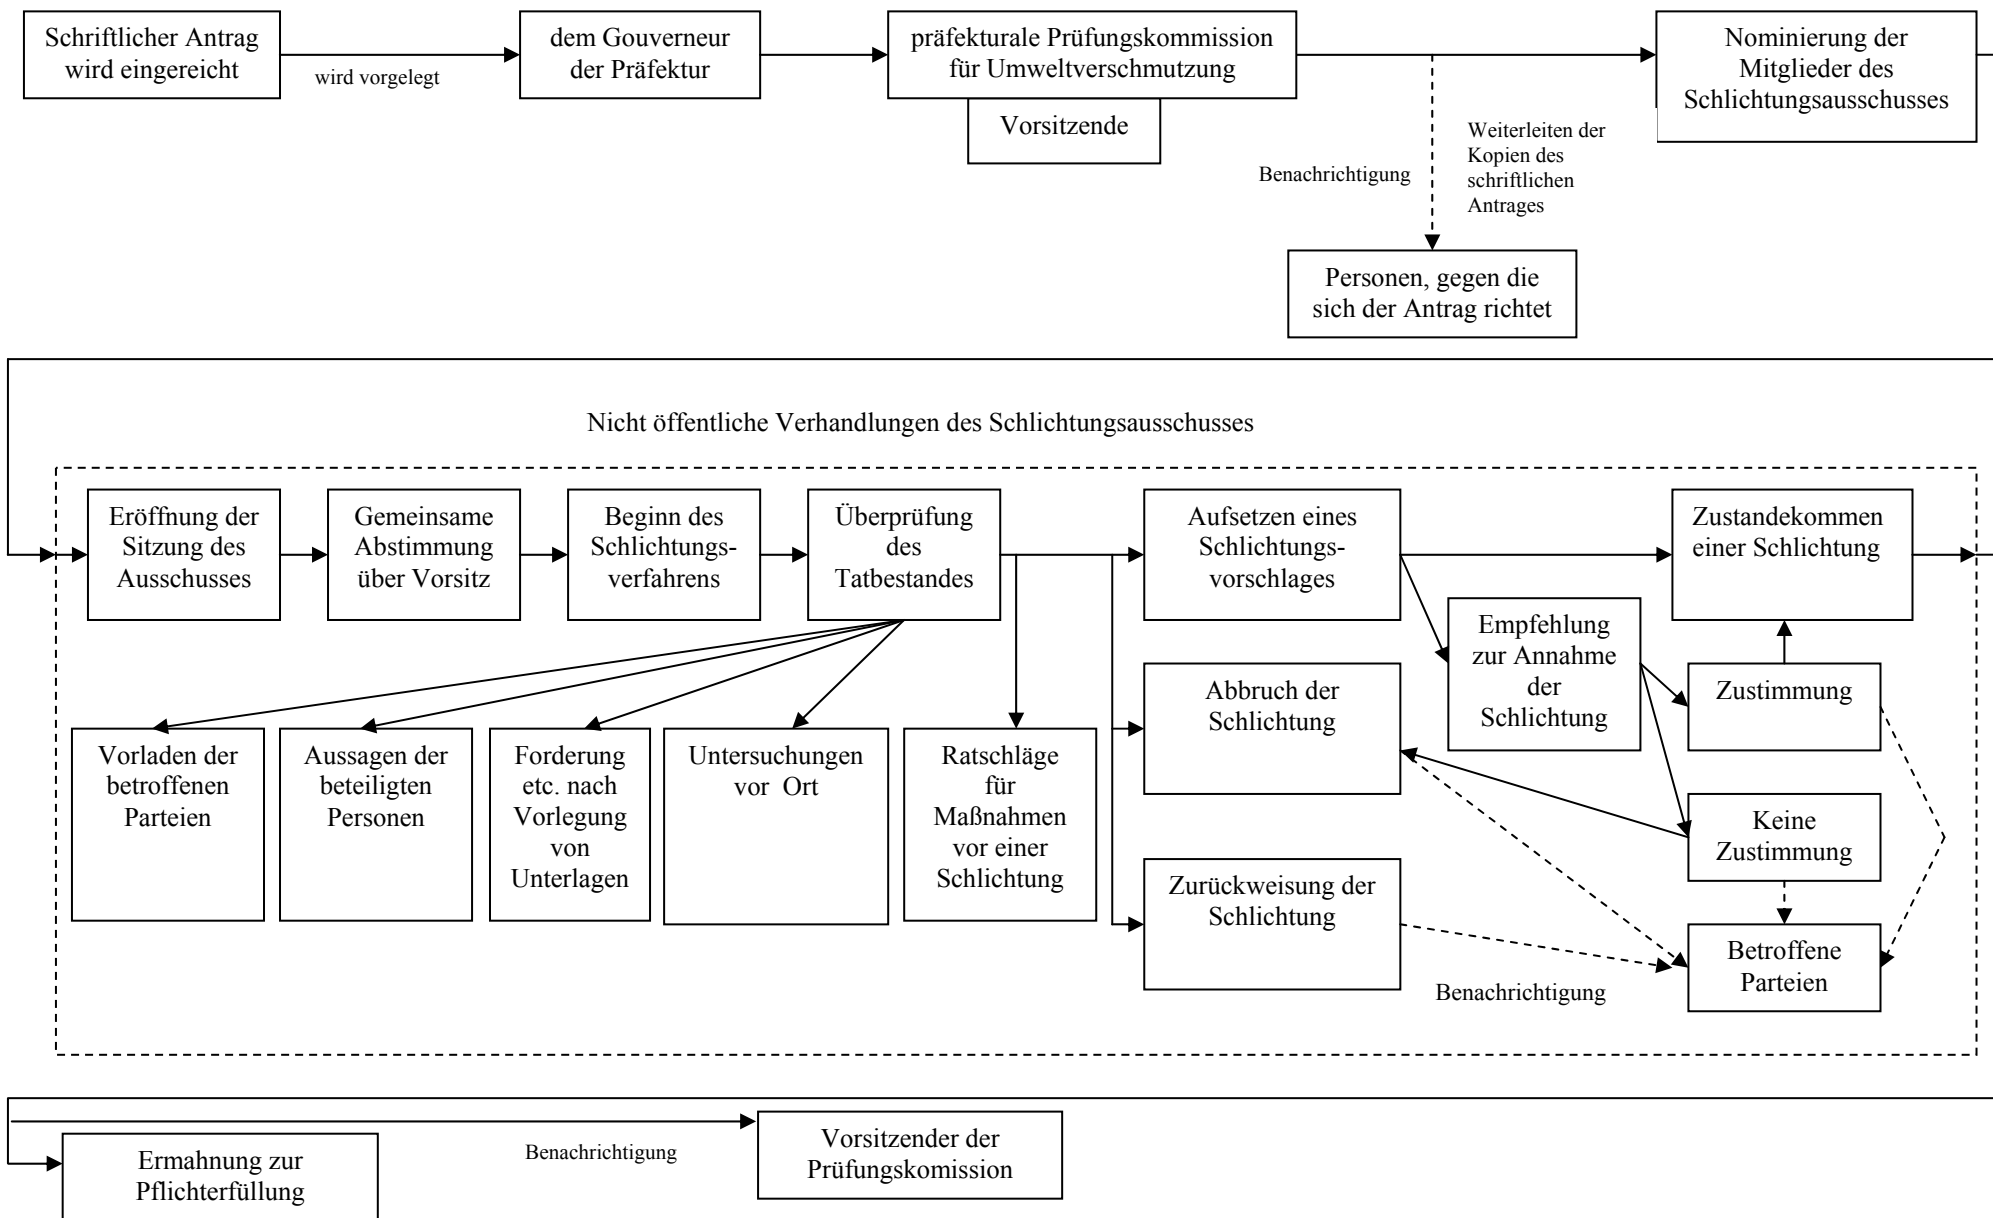 Schriftlicher Antrag
wird eingereicht
wird vorgelegt
dem Gouverneur
der Präfektur
präfekturale Prüfungskommission
für Umweltverschmutzung
Vorsitzende
Nominierung der
Mitglieder des
Schlichtungsausschusses
Benachrichtigung
Weiterleiten der
Kopien des
schriftlichen
Antrages
Personen, gegen die
sich der Antrag richtet
Nicht öffentliche Verhandlungen des Schlichtungsausschusses
Eröffnung der
Sitzung des
Ausschusses
Gemeinsame
Abstimmung
über Vorsitz
Beginn des
Schlichtungs-
verfahrens
Überprüfung
des
Tatbestandes
Aufsetzen eines
Schlichtungs-
vorschlages
Zustandekommen
einer Schlichtung
Empfehlung
zur Annahme
der
Schlichtung
Abbruch der
Schlichtung
Zustimmung
Vorladen der
betroffenen
Parteien
Aussagen der
beteiligten
Personen
Forderung
etc. nach
Vorlegung
von
Unterlagen
Untersuchungen
vor Ort
Ratschläge
für
Maßnahmen
vor einer
Schlichtung
Keine
Zustimmung
Zurückweisung der
Schlichtung
Betroffene
Parteien
Benachrichtigung
Ermahnung zur
Pflichterfüllung
Benachrichtigung
Vorsitzender der
Prüfungskomission